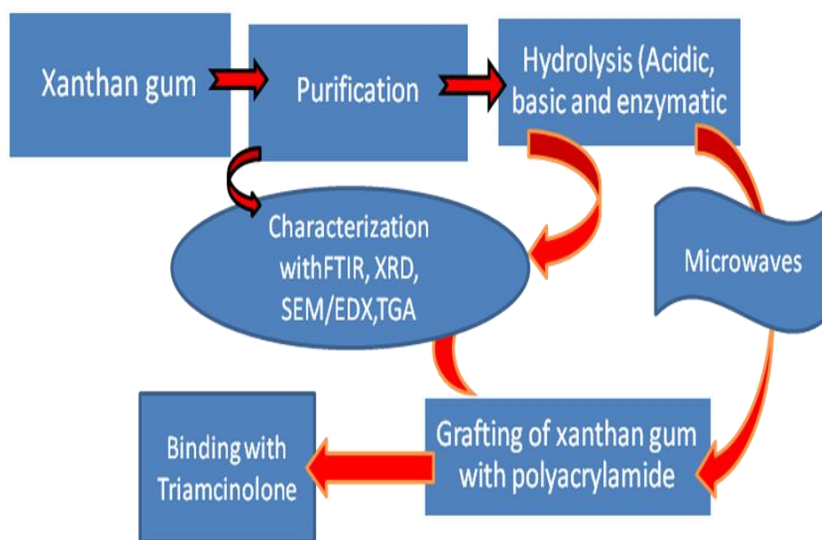 Xanthan gum
Purification
Hydrolysis (Acidic,
basic and enzymatic
Characterization
withFTIR, XRD,
SEM/EDX,TGA
Microwaves
Grafting of xanthan gum
with polyacrylamide
Binding with
Triamcinolone